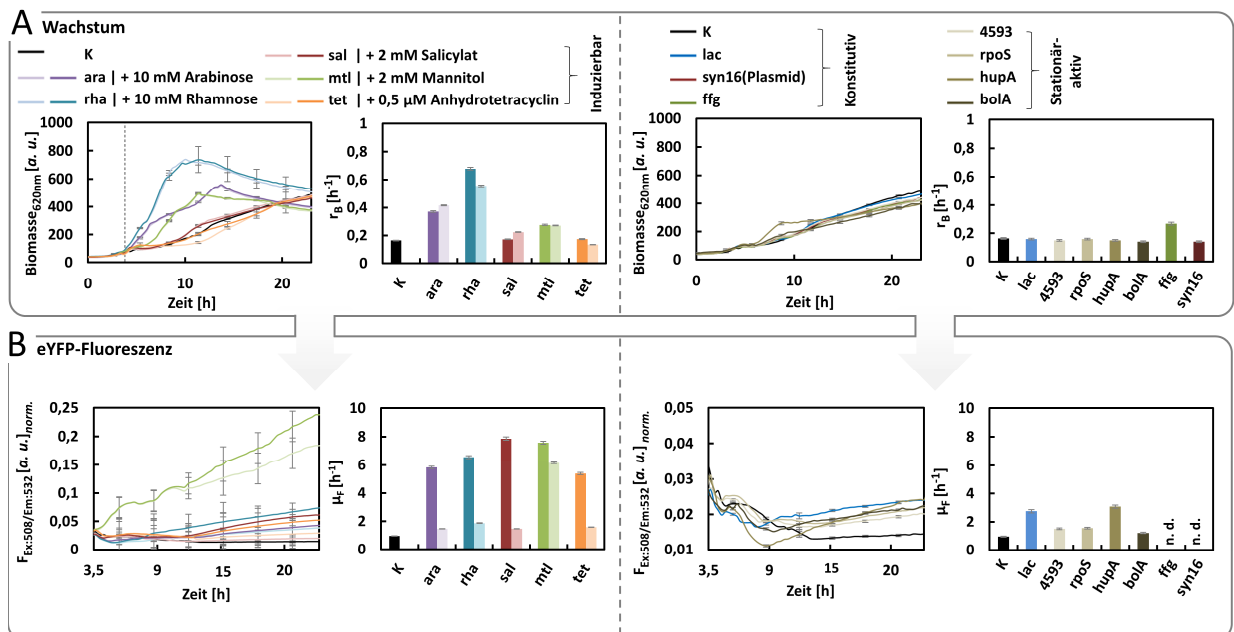 A Wachstum
K
ara | + 10 mM Arabinose
rha | + 10 mM Rhamnose
sal | + 2 mM Salicylat
mtl | + 2 mM Mannitol
tet | + 0,5 µM Anhydrotetracyclin
Induzierbar
K
lac
syn16(Plasmid)
ffg
Konstitutiv
4593
rpoS
hupA
bolA
Stationär-
aktiv
Biomasse620nm [a. u.]
1000
800
600
400
200
0
0 10 20
Zeit [h]
rB [h-1]
1
0,8
0,6
0,4
0,2
0
K ara rha sal mtl tet
Biomasse620nm [a. u.]
1000
800
600
400
200
0
0 10 20
Zeit [h]
rB [h-1]
1
0,8
0,6
0,4
0,2
0
K lac 4593 rpoS hupA bolA ffg syn16
B eYFP-Fluoreszenz
FEx:508/Em:532 [a. u.]norm.
0,25
0,2
0,15
0,1
0,05
0
3,5 9 15 20
Zeit [h]
µF [h-1]
10
8
6
4
2
0
K ara rha sal mtl tet
FEx:508/Em:532 [a. u.]norm.
0,05
0,04
0,03
0,02
0,01
3,5 9 15 20
Zeit [h]
µF [h-1]
10
8
6
4
2
0
n. d.
n. d.
K lac 4593 rpoS hupA bolA ffg syn16